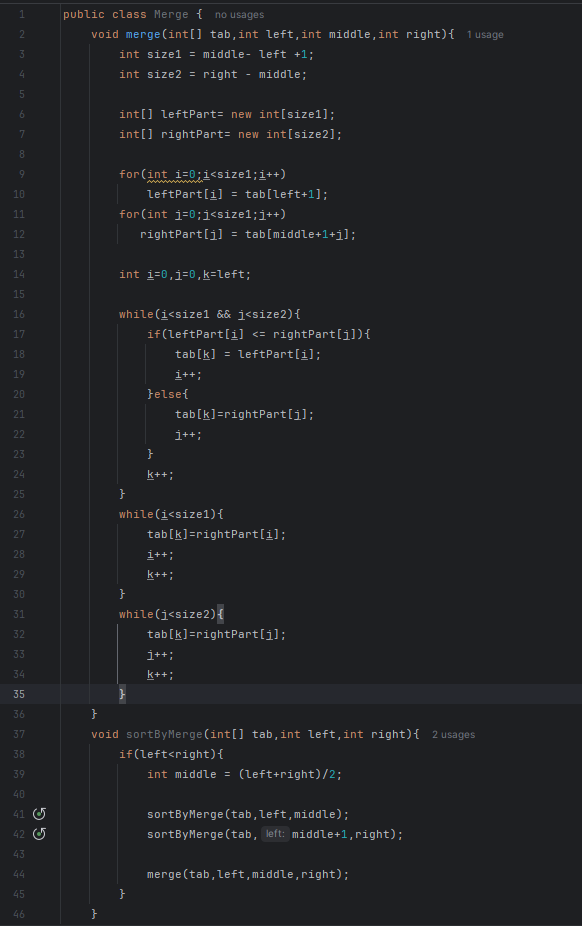 1 public class Merge { no usages
2 void merge(int[] tab,int left,int middle,int right){ 1 usage
3 int size1 = middle- left +1;
4 int size2 = right - middle;
5
6 int[] leftPart= new int[size1];
7 int[] rightPart= new int[size2];
8
9 for(int i=0;i<size1;i++)
10 leftPart[i] = tab[left+1];
11 for(int j=0;j<size1;j++)
12 rightPart[j] = tab[middle+1+j];
13
14 int i=0,j=0,k=left;
15
16 while(i<size1 && j<size2){
17 if(leftPart[i] <= rightPart[j]){
18 tab[k] = leftPart[i];
19 i++;
20 }else{
21 tab[k]=rightPart[j];
22 j++;
23 }
24 k++;
25 }
26 while(i<size1){
27 tab[k]=rightPart[i];
28 i++;
29 k++;
30 }
31 while(j<size2){
32 tab[k]=rightPart[j];
33 j++;
34 k++;
35 }
36 }
37 void sortByMerge(int[] tab,int left,int right){ 2 usages
38 if(left<right){
39 int middle = (left+right)/2;
40
41 sortByMerge(tab,left,middle);
42 sortByMerge(tab, left: middle+1,right);
43
44 merge(tab,left,middle,right);
45 }
46 }